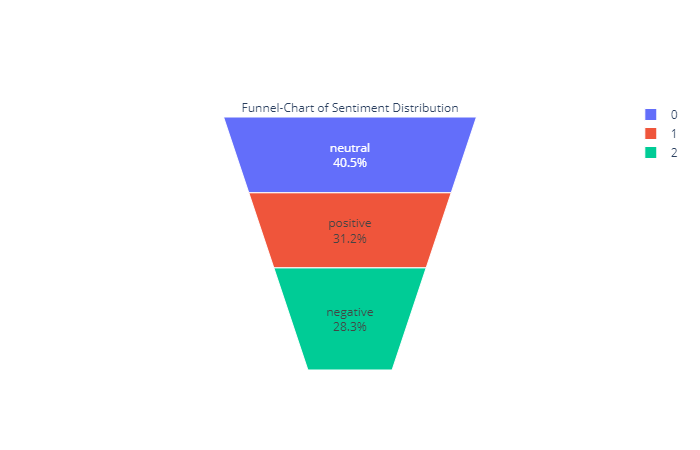 Funnel-Chart of Sentiment Distribution
neutral
40.5%
positive
31.2%
negative
28.3%
0
1
2